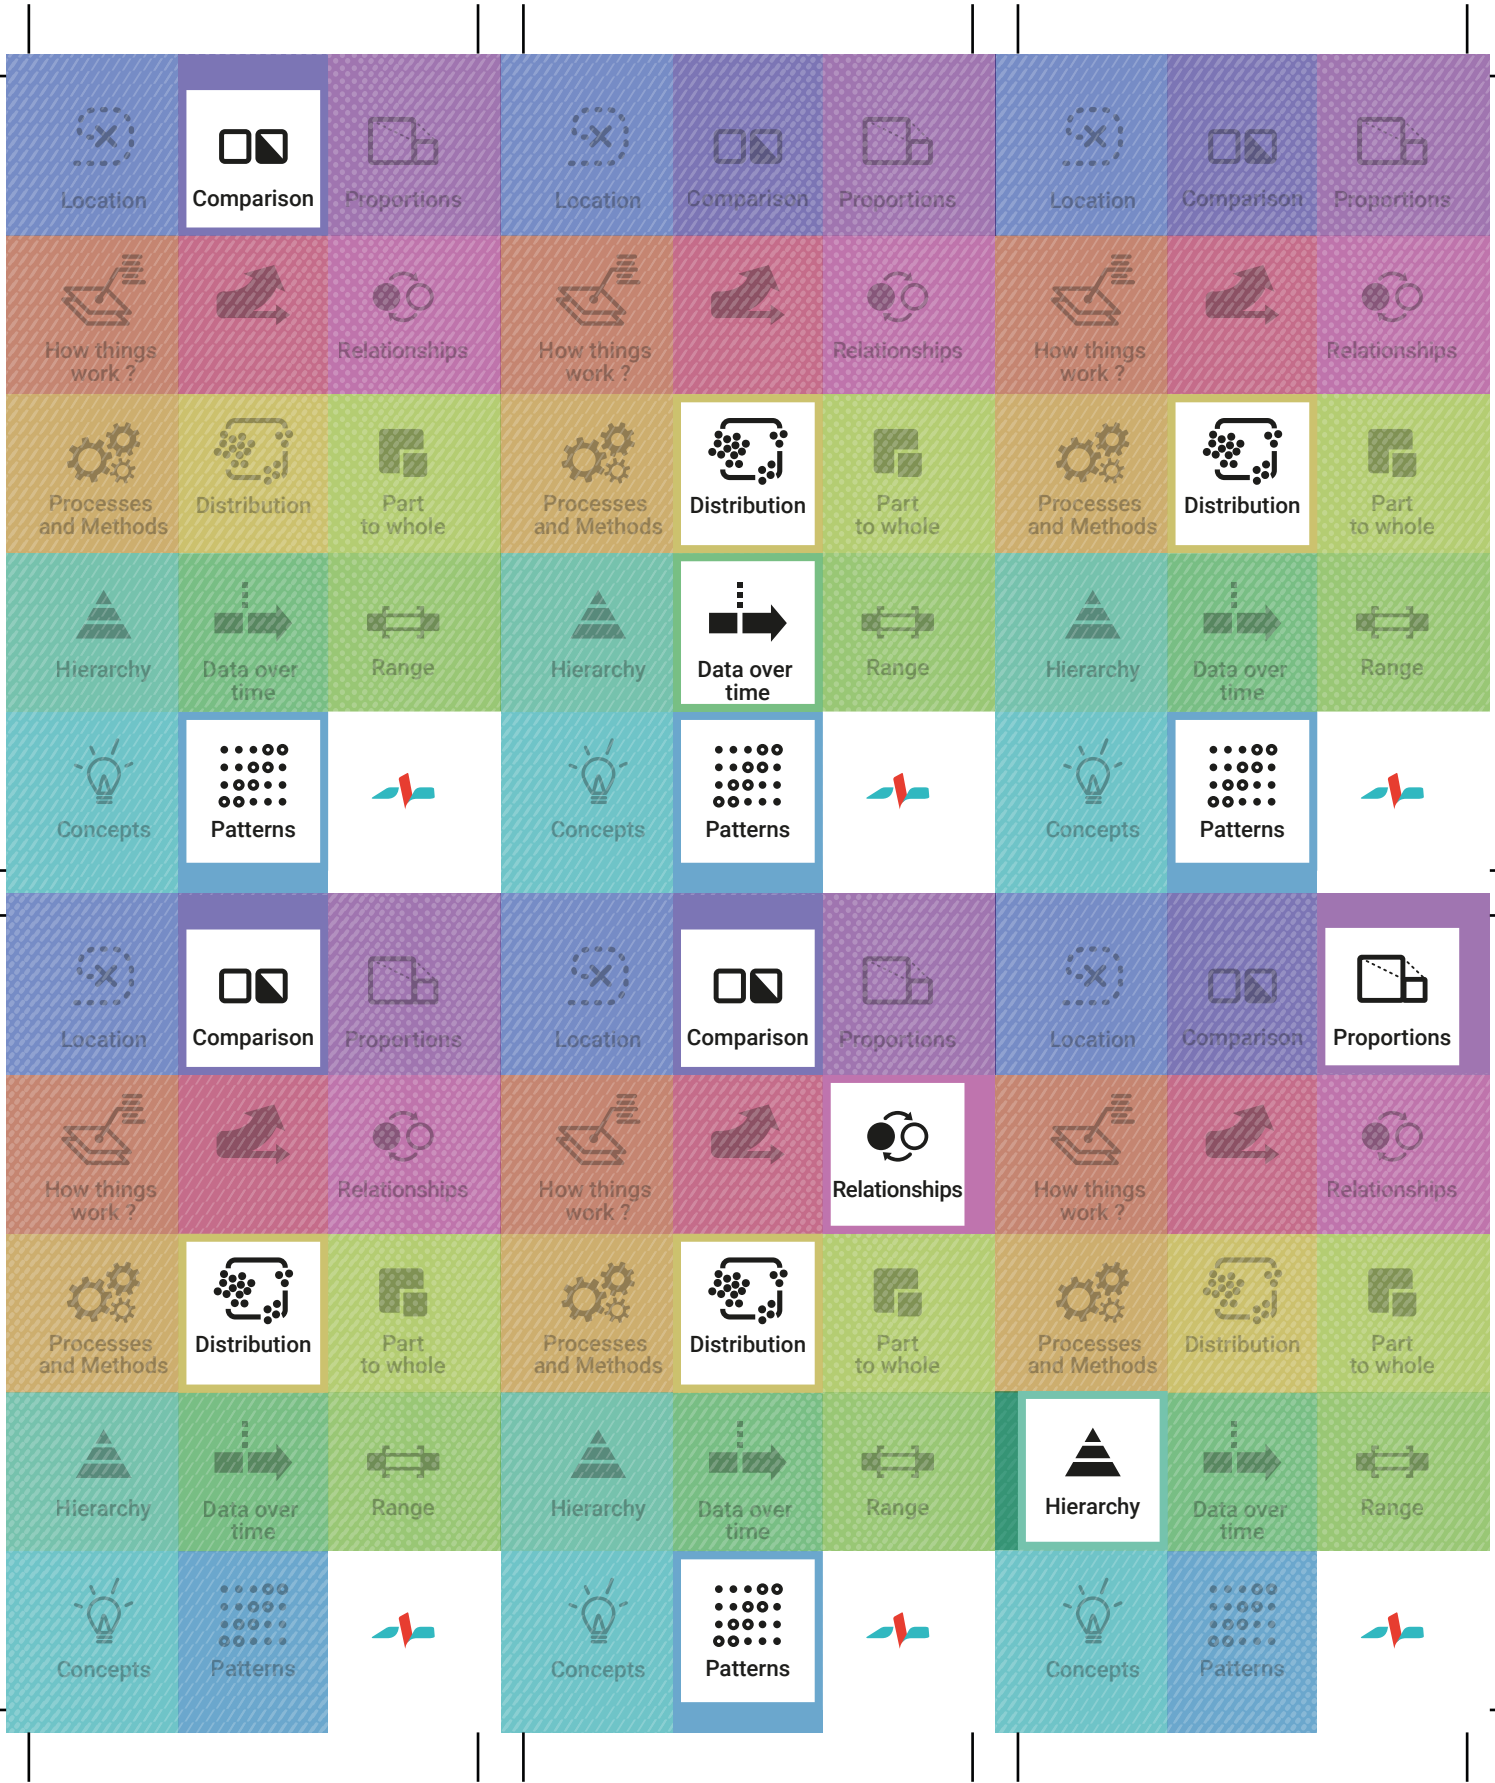 Location Comparison Proportions Location Comparison Proportions Location Comparison Proportions
How things Relationships How things Relationships How things Relationships
work ? work ? work ?
Processes Distribution Part Processes Distribution Part Processes Distribution Part
and Methods to whole and Methods to whole and Methods to whole
Hierarchy Data over Range Hierarchy Data over Range Hierarchy Data over Range
time time time
Concepts Patterns Concepts Patterns Concepts Patterns
Location Comparison Proportions Location Comparison Proportions Location Comparison Proportions
How things Relationships How things Relationships How things Relationships
work ? work ? work ?
Processes Distribution Part Processes Distribution Part Processes Distribution Part
and Methods to whole and Methods to whole and Methods to whole
Hierarchy Data over Range Hierarchy Data over Range Hierarchy Data over Range
time time time
Concepts Patterns Concepts Patterns Concepts Patterns